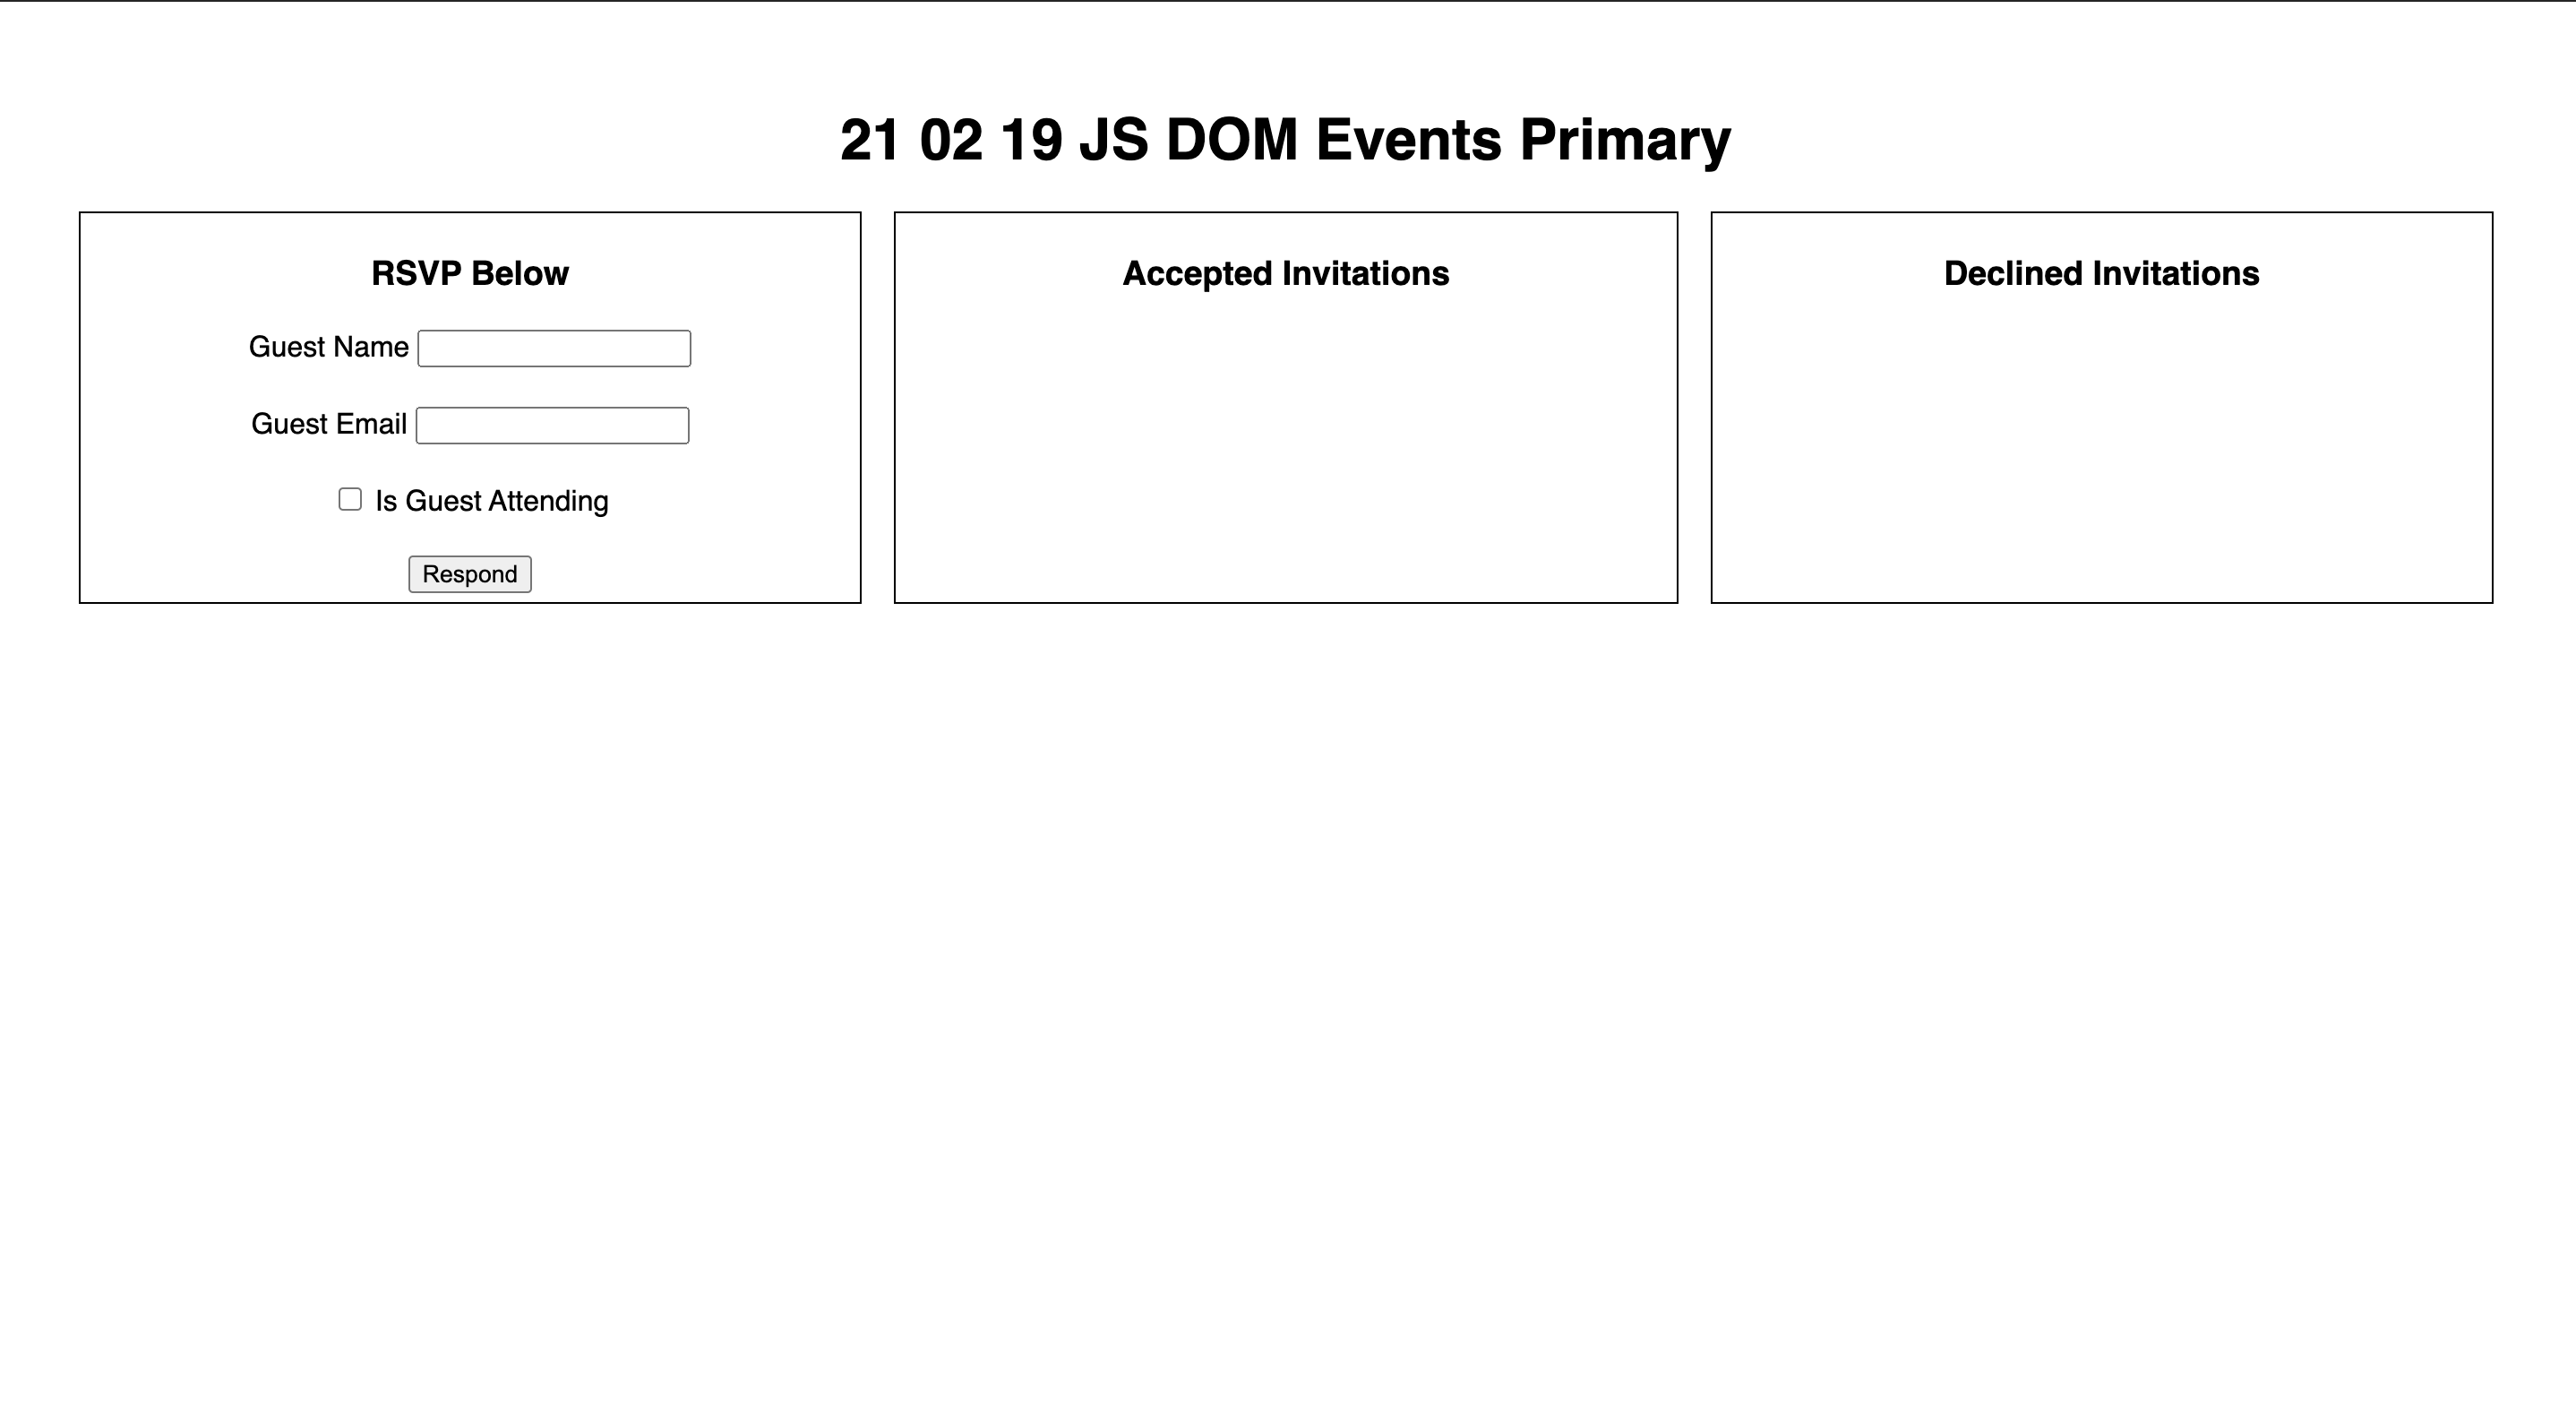 21 02 19 JS DOM Events Primary
RSVP Below
Guest Name
Guest Email
Is Guest Attending
Respond
Accepted Invitations
Declined Invitations